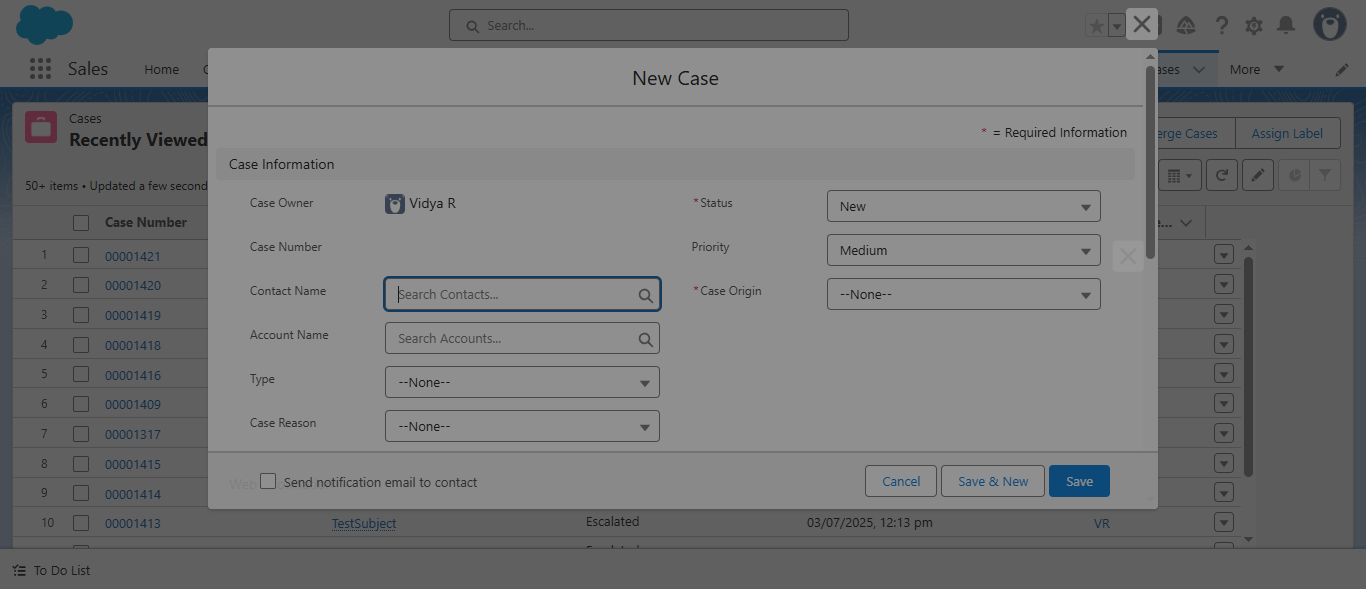 Search...
Sales
Home
More
Cases
Recently Viewed
Merge Cases
Assign Label
50+ items • Updated a few second
Case Number
1 00001421
2 00001420
3 00001419
4 00001418
5 00001416
6 00001409
7 00001317
8 00001415
9 00001414
10 00001413 TestSubject Escalated 03/07/2025, 12:13 pm VR
New Case
* = Required Information
Case Information
Case Owner Vidya R
*Status New
Case Number
Priority Medium
Contact Name Search Contacts...
*Case Origin --None--
Account Name Search Accounts...
Type --None--
Case Reason --None--
Web
Send notification email to contact
Cancel
Save & New
Save
To Do List